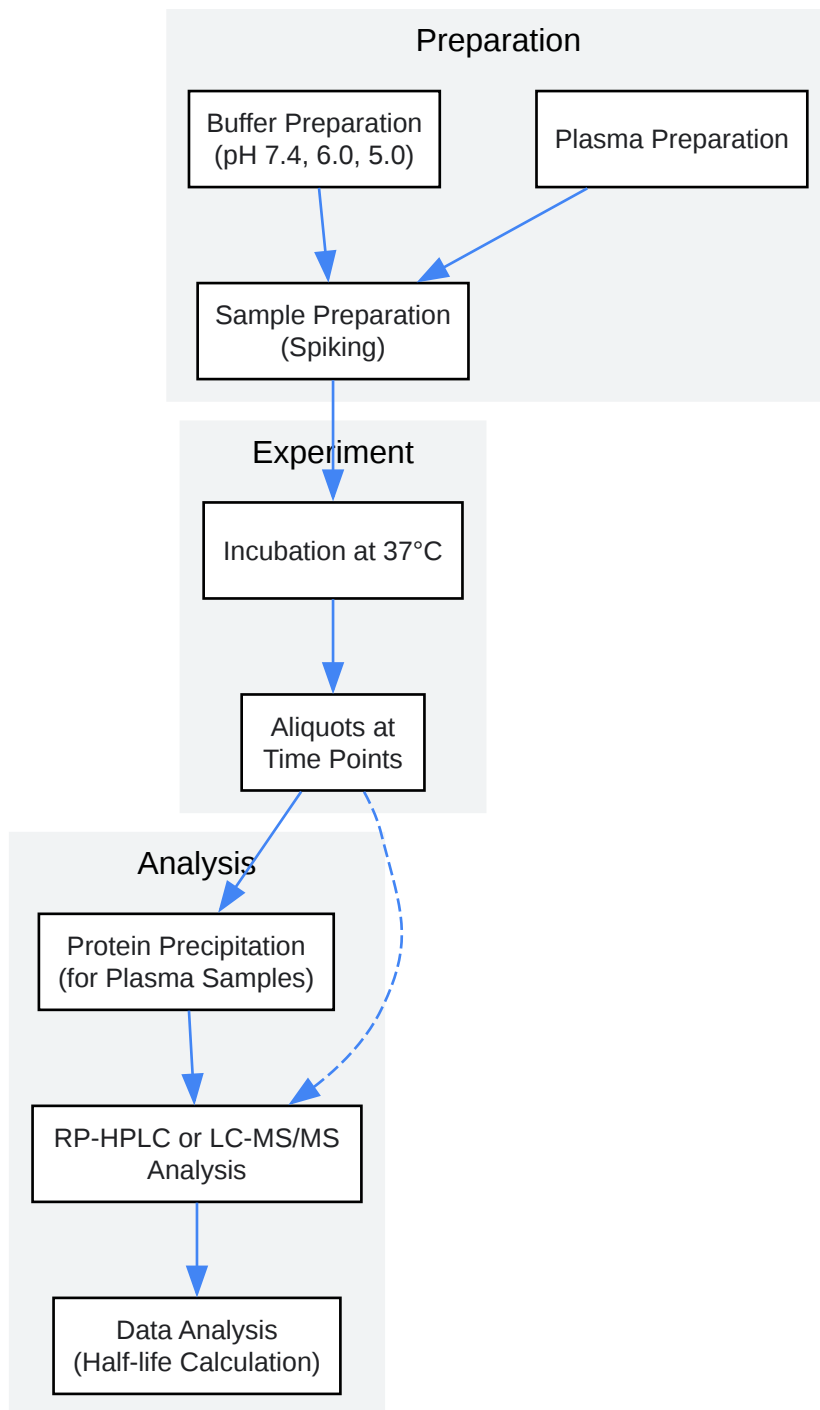 Preparation
Buffer Preparation
(pH 7.4, 6.0, 5.0)
Plasma Preparation
Sample Preparation
(Spiking)
Experiment
Incubation at 37°C
Aliquots at
Time Points
Analysis
Protein Precipitation
(for Plasma Samples)
RP-HPLC or LC-MS/MS
Analysis
Data Analysis
(Half-life Calculation)